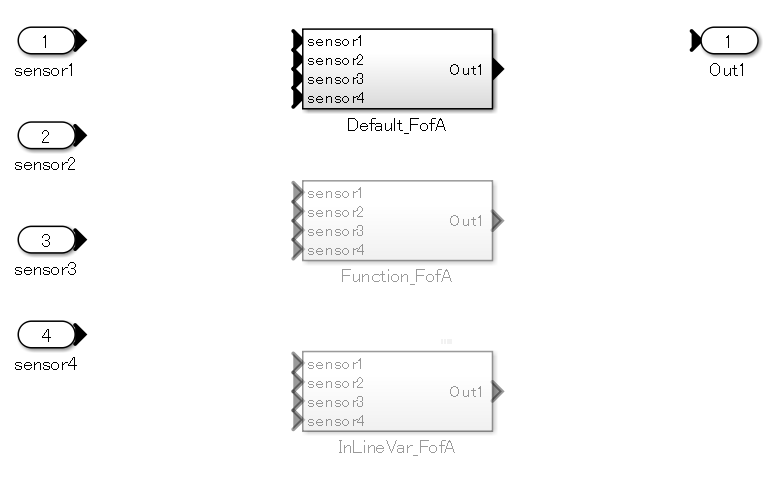 1
sensor1
2
sensor2
3
sensor3
4
sensor4
sensor1
sensor2
sensor3
sensor4
Out1
Default_FofA
sensor1
sensor2
sensor3
sensor4
Out1
Function_FofA
sensor1
sensor2
sensor3
sensor4
Out1
InLineVar_FofA
1
Out1